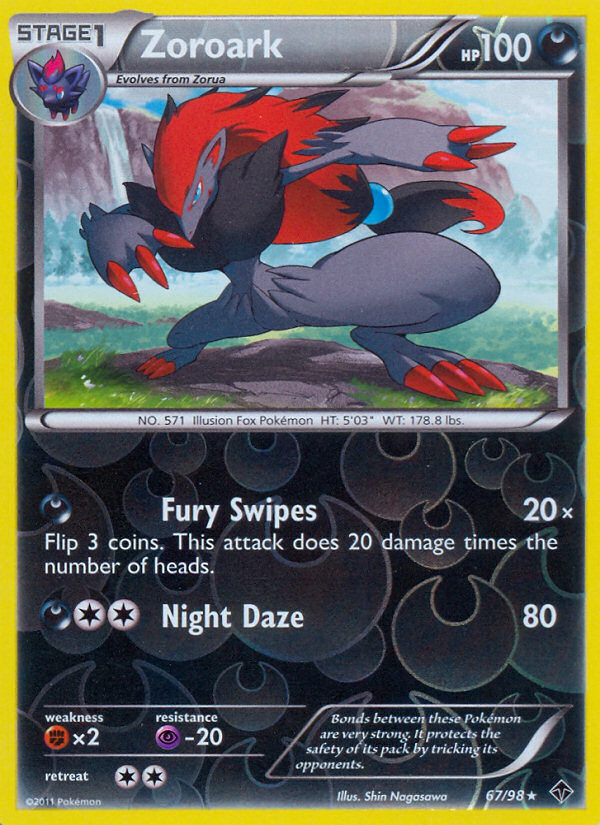 STAGE1
Zoroark
HP100
Evolves from Zorua
NO. 571 Illusion Fox Pokémon HT: 5'03" WT: 178.8 lbs.
Fury Swipes 20×
Flip 3 coins. This attack does 20 damage times the
number of heads.
Night Daze 80
weakness resistance
×2 -20
Bonds between these Pokémon
are very strong. It protects the
safety of its pack by tricking its
opponents.
retreat
Illus. Shin Nagasawa 67/98★
©2011 Pokémon